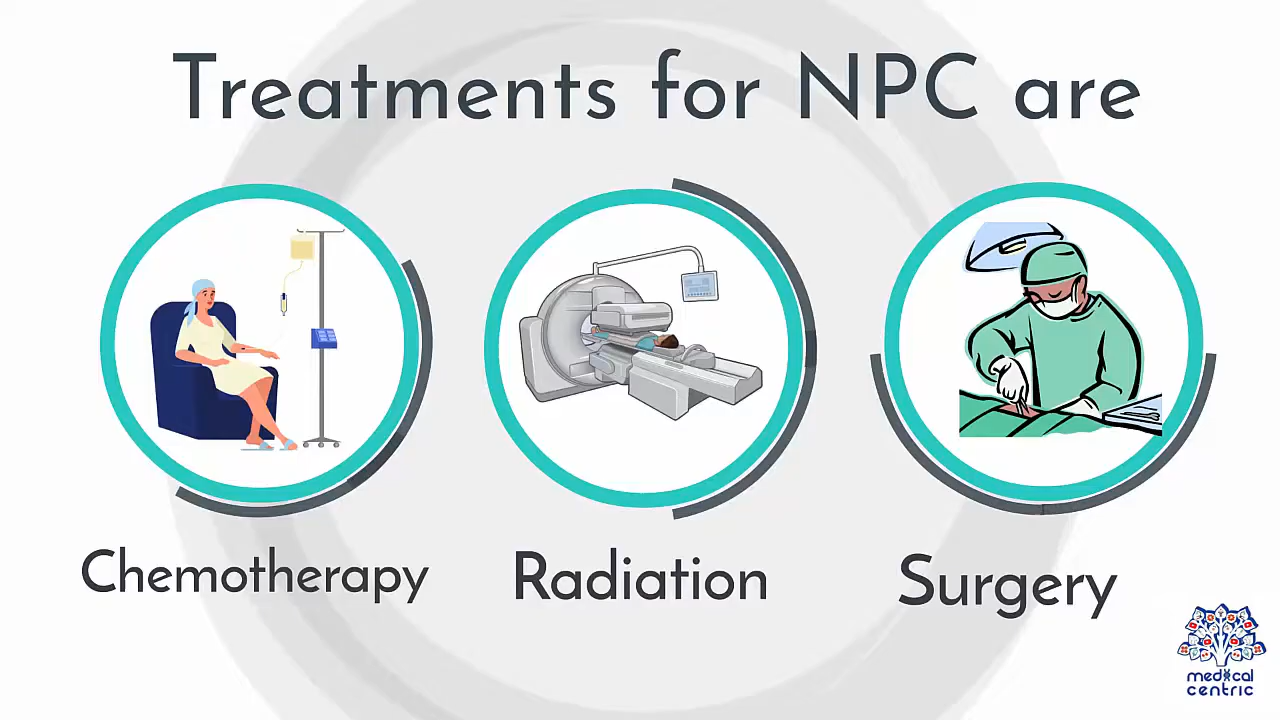 Treatments for NPC are
Chemotherapy
Radiation
Surgery
medical
centric